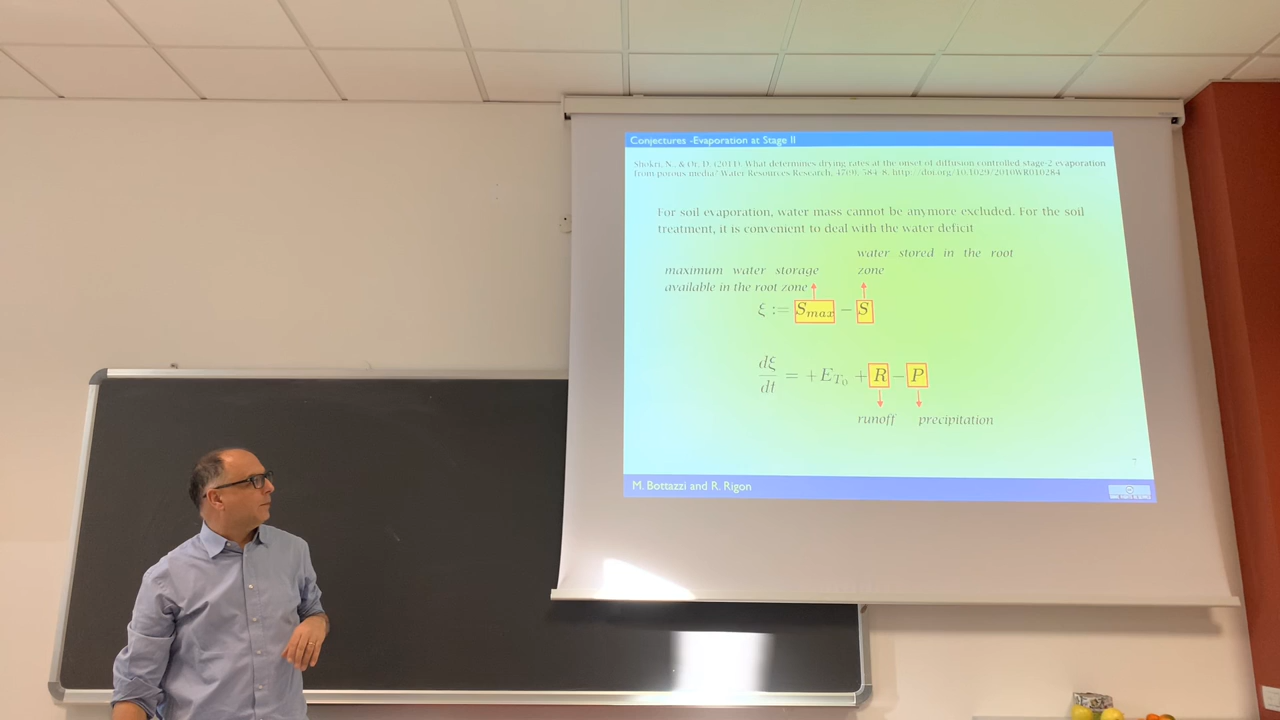 Conjectures -Evaporation at Stage II
Shokri, N., & Or, D. (2011). What determines drying rates at the onset of diffusion controlled stage-2 evaporation
from porous media? Water Resources Research, 47(9), 584–8. http://doi.org/10.1029/2010WR010284
For soil evaporation, water mass cannot be anymore excluded. For the soil
treatment, it is convenient to deal with the water deficit
water stored in the root
zone
maximum water storage
available in the root zone
ξ := S_max − S
dξ/dt = +E_{T_0} + R − P
runoff precipitation
7
M. Bottazzi and R. Rigon